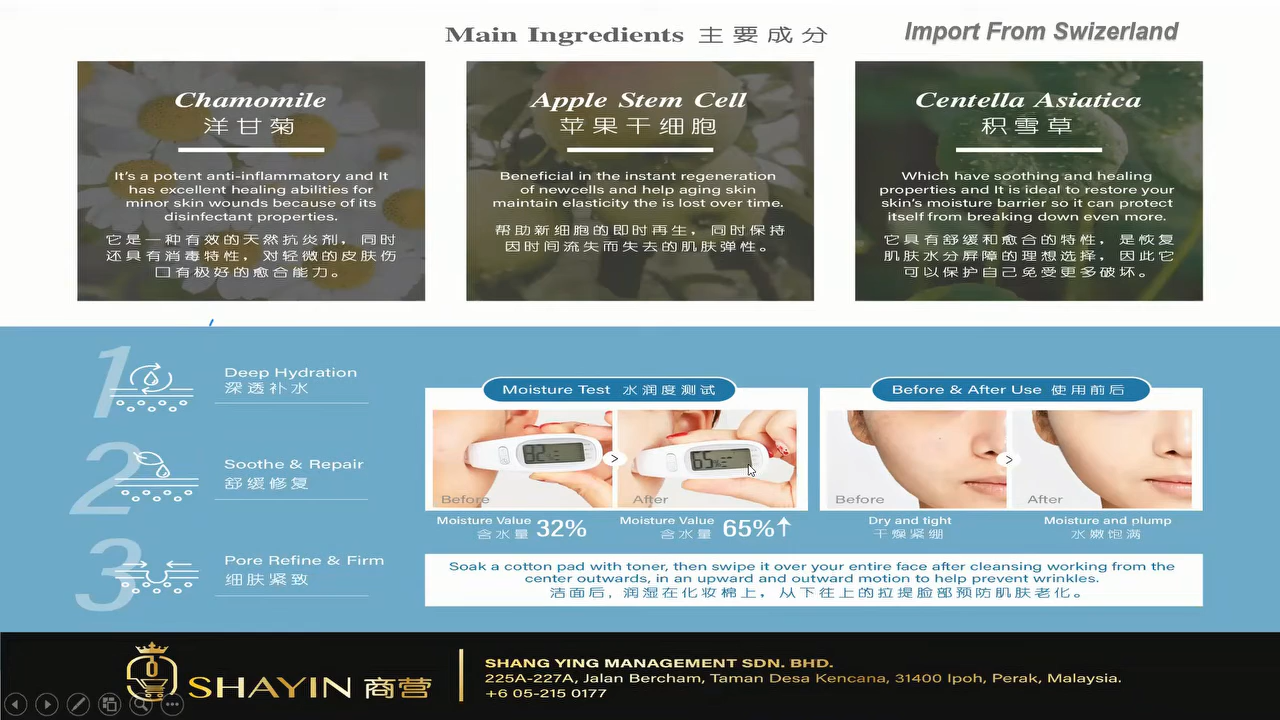 Main Ingredients 主要成分
Import From Swizerland
Chamomile
洋甘菊
It's a potent anti-inflammatory and It
has excellent healing abilities for
minor skin wounds because of its
disinfectant properties.
它是一种有效的天然抗炎剂，同时
还具有消毒特性，对轻微的皮肤伤
口有极好的愈合能力。
Apple Stem Cell
苹果干细胞
Beneficial in the instant regeneration
of newcells and help aging skin
maintain elasticity the is lost over time.
帮助新细胞的即时再生，同时保持
因时间流失而失去的肌肤弹性。
Centella Asiatica
积雪草
Which have soothing and healing
properties and It is ideal to restore your
skin's moisture barrier so it can protect
itself from breaking down even more.
它具有舒缓和愈合的特性，是恢复
肌肤水分屏障的理想选择，因此它
可以保护自己免受更多破坏。
1
Deep Hydration
深透补水
2
Soothe & Repair
舒缓修复
3
Pore Refine & Firm
细肤紧致
Moisture Test 水润度测试
82%
65%
Before
After
Moisture Value
含水量 32%
Moisture Value
含水量 65%↑
Before & After Use 使用前后
>
>
Before
After
Dry and tight
干燥紧绷
Moisture and plump
水嫩饱满
Soak a cotton pad with toner, then swipe it over your entire face after cleansing working from the
center outwards, in an upward and outward motion to help prevent wrinkles.
洁面后，润湿在化妆棉上，从下往上的拉提脸部预防肌肤老化。
SHAYIN 商营
SHANG YING MANAGEMENT SDN. BHD.
225A-227A, Jalan Bercham, Taman Desa Kencana, 31400 Ipoh, Perak, Malaysia.
+6 05-215 0177